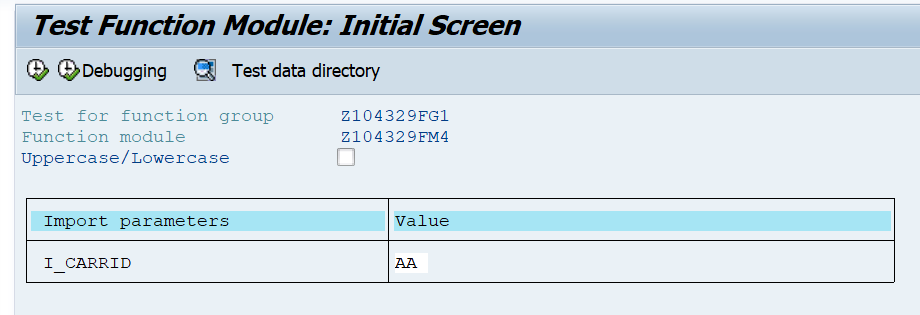 Test Function Module: Initial Screen
Debugging Test data directory
Test for function group Z104329FG1
Function module Z104329FM4
Uppercase/Lowercase
Import parameters Value
I_CARRID AA